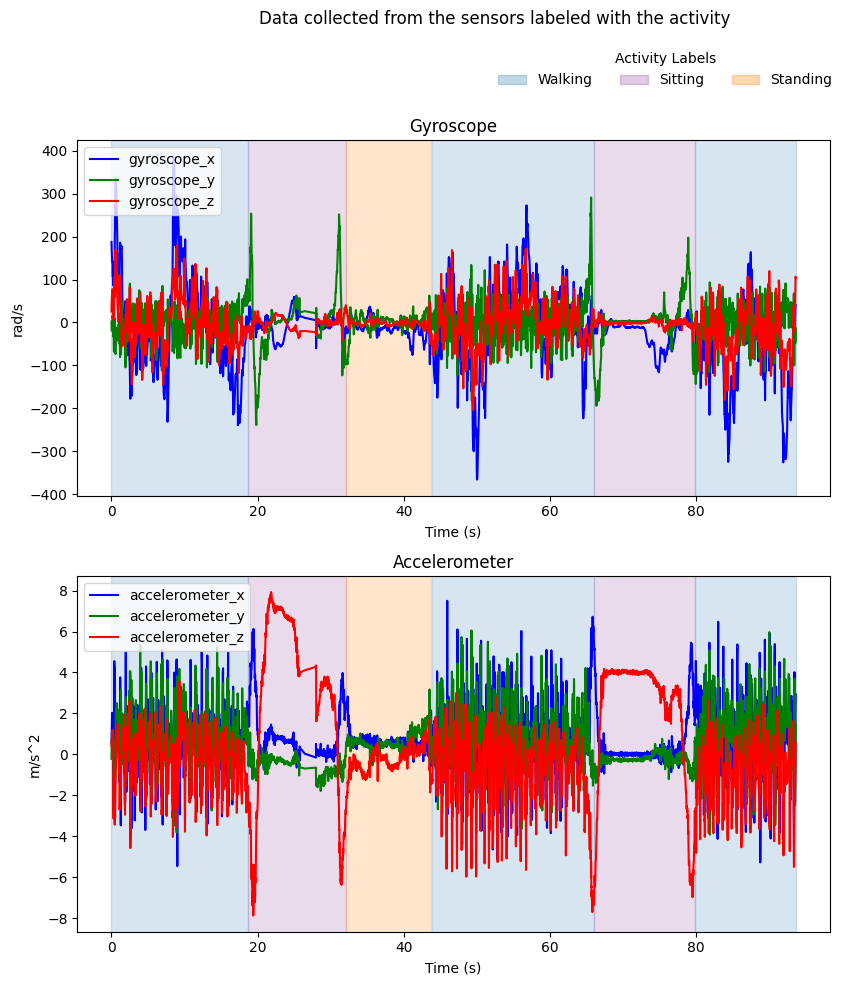 Data collected from the sensors labeled with the activity
Activity Labels
Walking Sitting Standing
Gyroscope
gyroscope_x
gyroscope_y
gyroscope_z
400
300
200
100
0
−100
−200
−300
−400
rad/s
0 20 40 60 80
Time (s)
Accelerometer
accelerometer_x
accelerometer_y
accelerometer_z
8
6
4
2
0
−2
−4
−6
−8
m/s^2
0 20 40 60 80
Time (s)